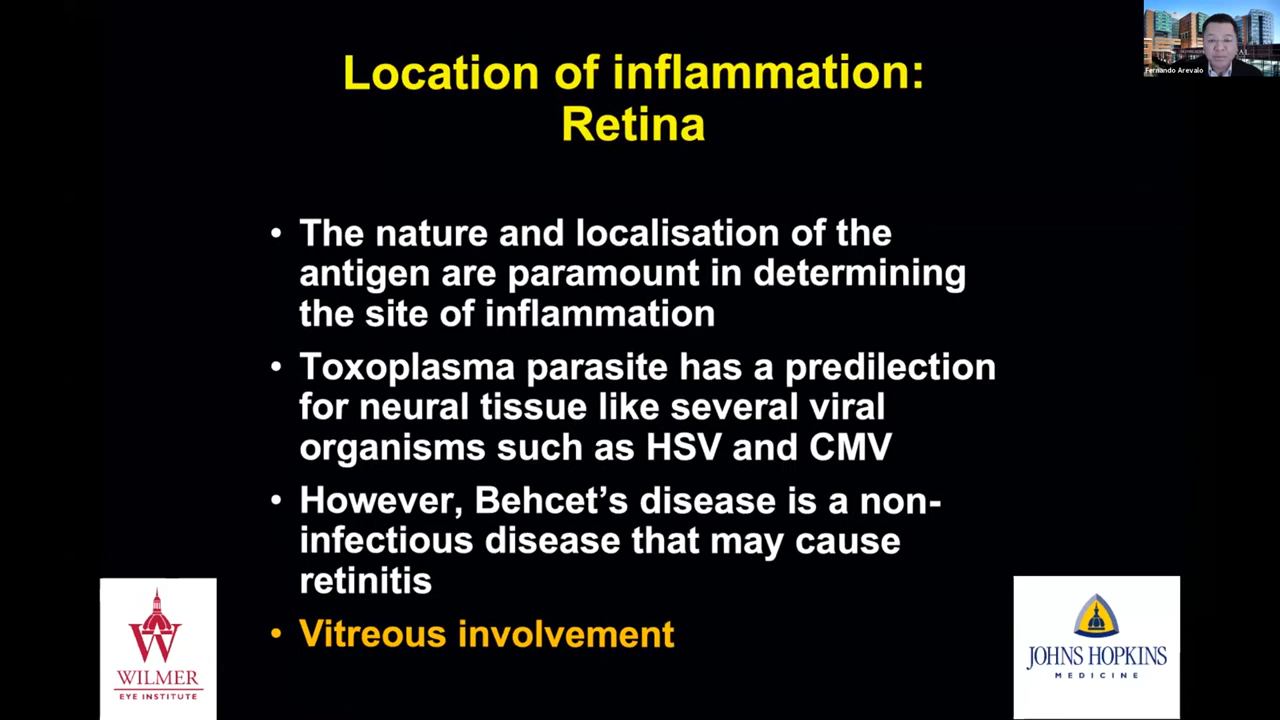 Location of inflammation:
Retina
Fernando Arevalo
• The nature and localisation of the
antigen are paramount in determining
the site of inflammation
• Toxoplasma parasite has a predilection
for neural tissue like several viral
organisms such as HSV and CMV
• However, Behcet’s disease is a non-
infectious disease that may cause
retinitis
• Vitreous involvement
WILMER
EYE INSTITUTE
JOHNS HOPKINS
MEDICINE